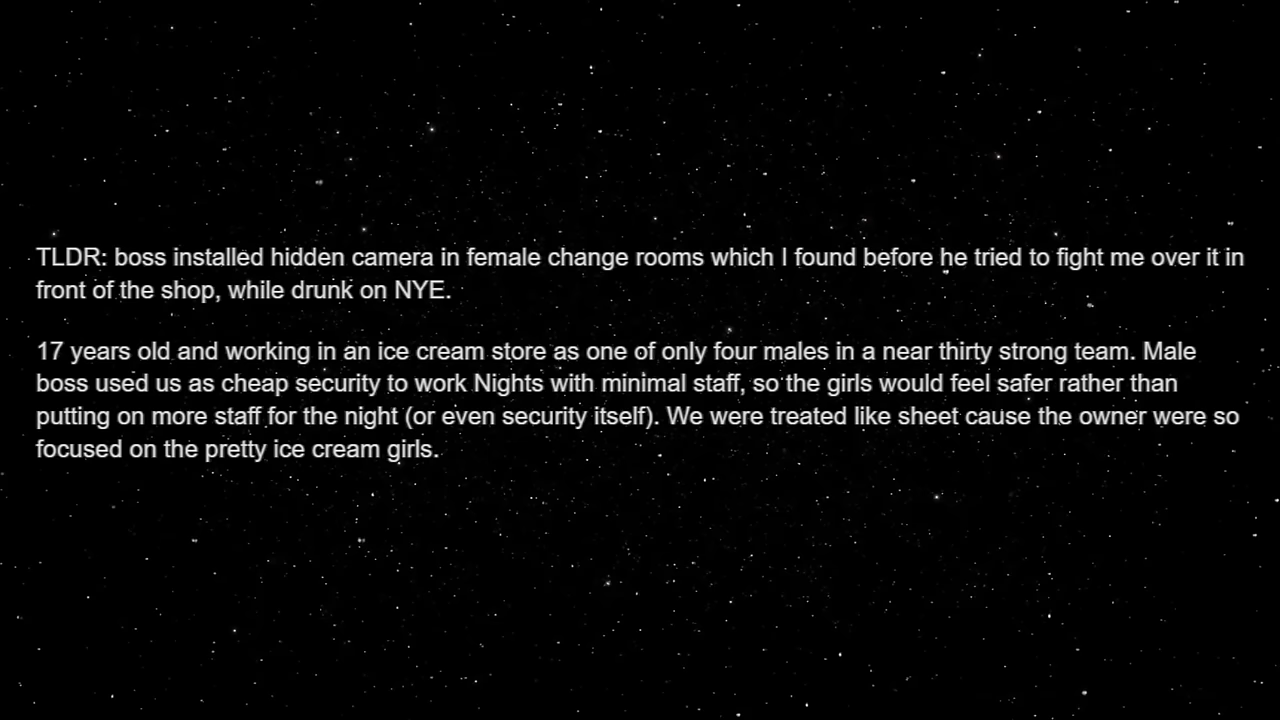 TLDR: boss installed hidden camera in female change rooms which I found before he tried to fight me over it in
front of the shop, while drunk on NYE.
17 years old and working in an ice cream store as one of only four males in a near thirty strong team. Male
boss used us as cheap security to work Nights with minimal staff, so the girls would feel safer rather than
putting on more staff for the night (or even security itself). We were treated like sheet cause the owner were so
focused on the pretty ice cream girls.